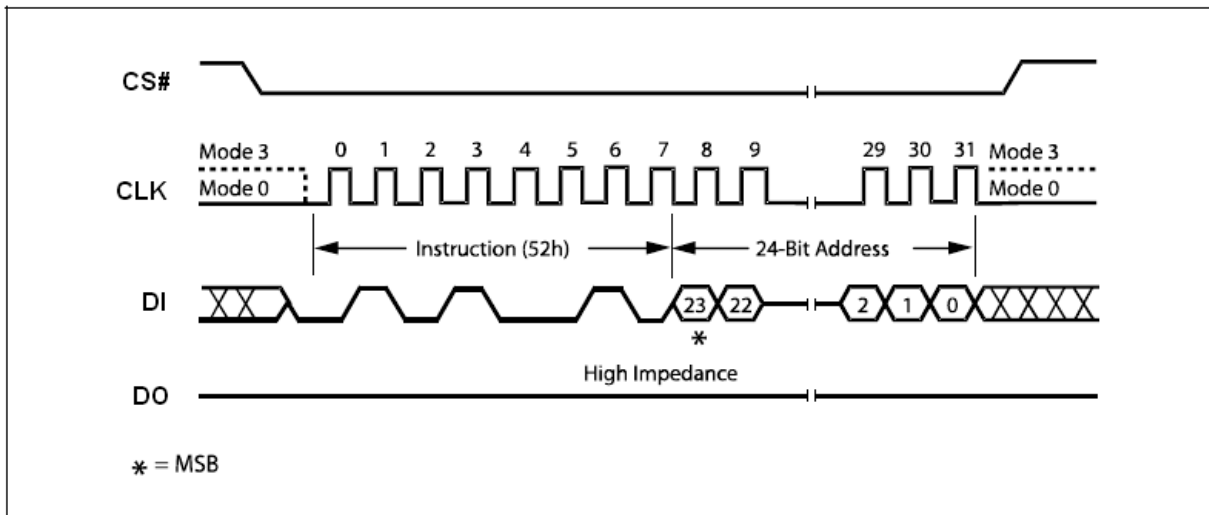 CS#
Mode 3
0 1 2 3 4 5 6 7 8 9 29 30 31
Mode 3
CLK
Mode 0
Mode 0
Instruction (52h)
24-Bit Address
DI
23 22 2 1 0
*
High Impedance
DO
* = MSB